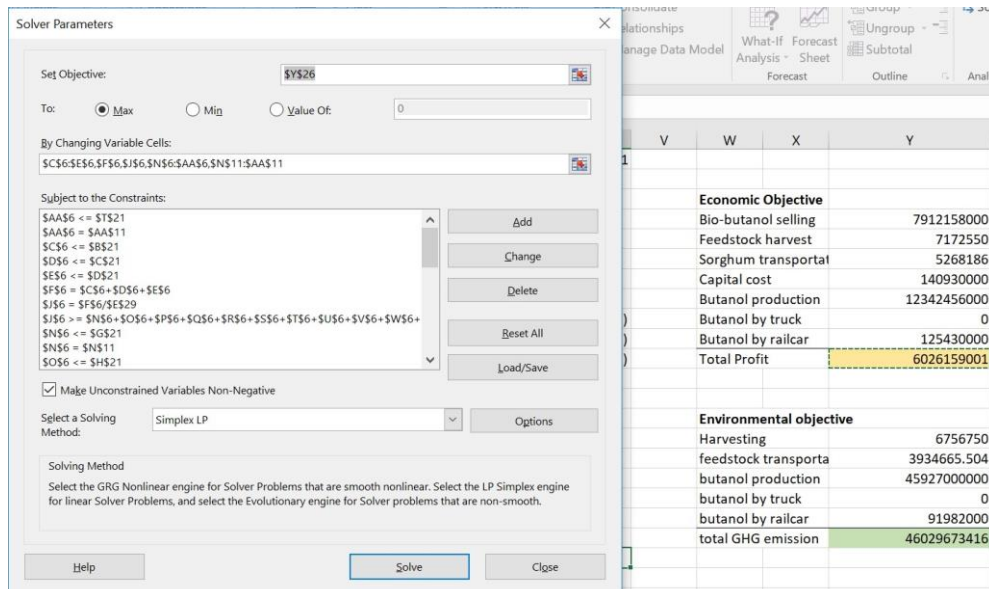 Solver Parameters
Set Objective:
$Y$26
To:
Max
Min
Value Of:
0
By Changing Variable Cells:
$C$6:$E$6,$F$6,$J$6,$N$6:$AA$6,$N$11:$AA$11
Subject to the Constraints:
$AA$6 <= $T$21
$AA$6 = $AA$11
$C$6 <= $B$21
$D$6 <= $C$21
$E$6 <= $D$21
$F$6 = $C$6+$D$6+$E$6
$J$6 = $F$6/$E$29
$J$6 >= $N$6+$O$6+$P$6+$Q$6+$R$6+$S$6+$T$6+$U$6+$V$6+$W$6+
$N$6 <= $G$21
$N$6 = $N$11
$O$6 <= $H$21
Add
Change
Delete
Reset All
Load/Save
Make Unconstrained Variables Non-Negative
Select a Solving
Method:
Simplex LP
Options
Solving Method
Select the GRG Nonlinear engine for Solver Problems that are smooth nonlinear. Select the LP Simplex engine
for linear Solver Problems, and select the Evolutionary engine for Solver problems that are non-smooth.
Help
Solve
Close
elationships
anage Data Model
What-If Forecast
Analysis Sheet
Forecast
Ungroup
Subtotal
Outline
Anal
V W X Y
1
Economic Objective
Bio-butanol selling 7912158000
Feedstock harvest 7172550
Sorghum transportat 5268186
Capital cost 140930000
Butanol production 12342456000
) Butanol by truck 0
) Butanol by railcar 125430000
) Total Profit 6026159001
Environmental objective
Harvesting 6756750
feedstock transporta 3934665.504
butanol production 45927000000
butanol by truck 0
butanol by railcar 91982000
total GHG emission 46029673416